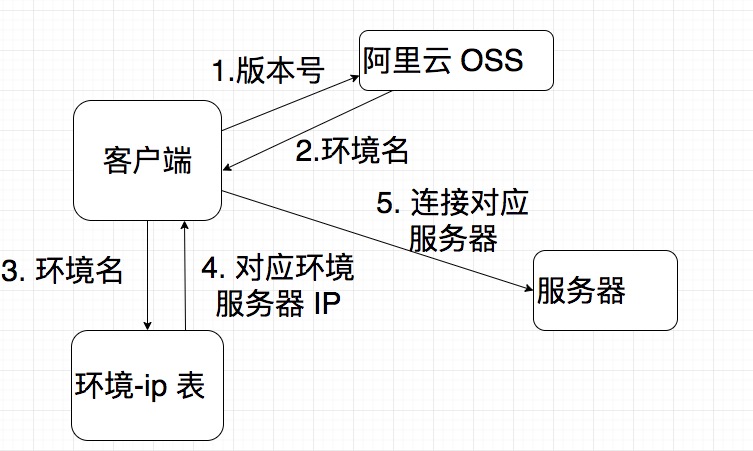 1.版本号
阿里云 OSS
客户端
2.环境名
5. 连接对应
服务器
3. 环境名
4. 对应环境
服务器 IP
服务器
环境-ip 表